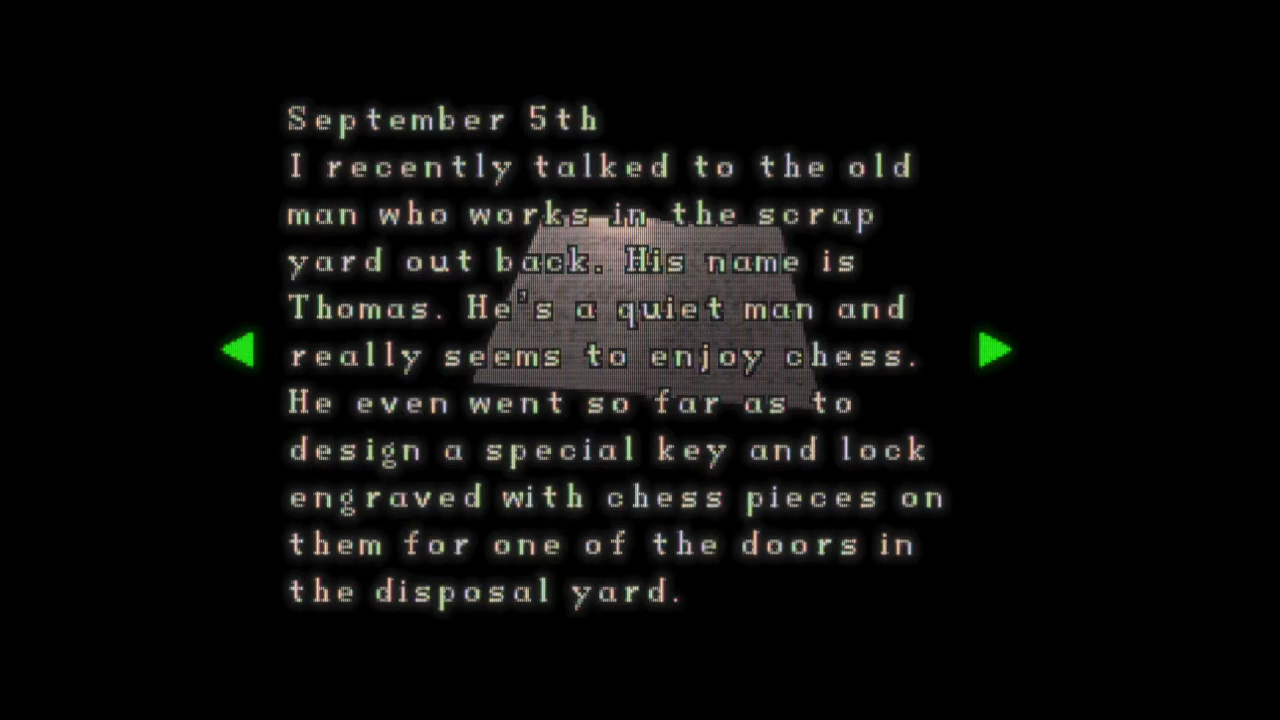 September 5th
I recently talked to the old
man who works in the scrap
yard out back. His name is
Thomas. He's a quiet man and
really seems to enjoy chess.
He even went so far as to
design a special key and lock
engraved with chess pieces on
them for one of the doors in
the disposal yard.